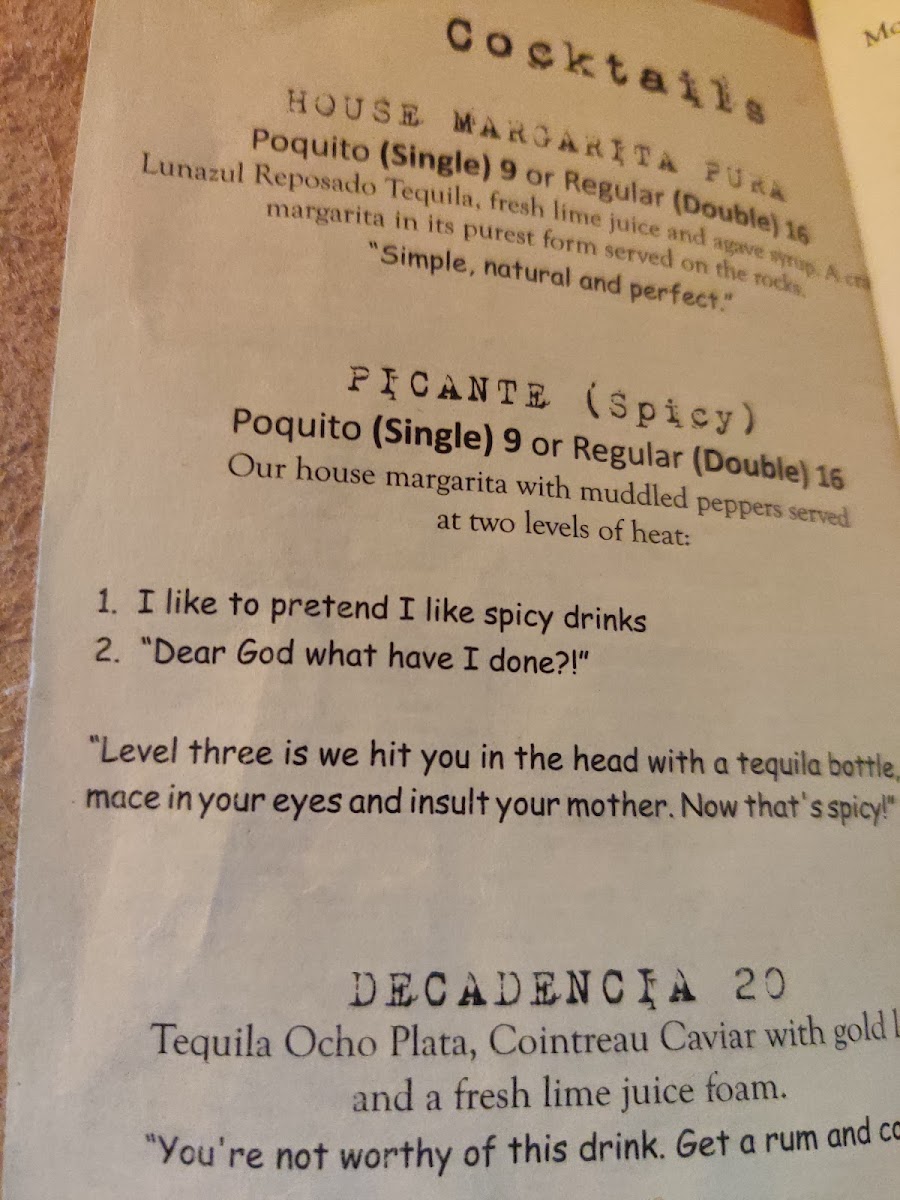 Cocktails
HOUSE MARGARITA PURA
Poquito (Single) 9 or Regular (Double) 16
Lunazul Reposado Tequila, fresh lime juice and agave syrup. A
margarita in its purest form served on the rocks.
"Simple, natural and perfect."
PICANTE (Spicy)
Poquito (Single) 9 or Regular (Double) 16
Our house margarita with muddled peppers served
at two levels of heat:
1. I like to pretend I like spicy drinks
2. "Dear God what have I done?!"
"Level three is we hit you in the head with a tequila bottle,
mace in your eyes and insult your mother. Now that's spicy!"
DECADENCIA 20
Tequila Ocho Plata, Cointreau Caviar with gold
and a fresh lime juice foam.
"You're not worthy of this drink. Get a rum and